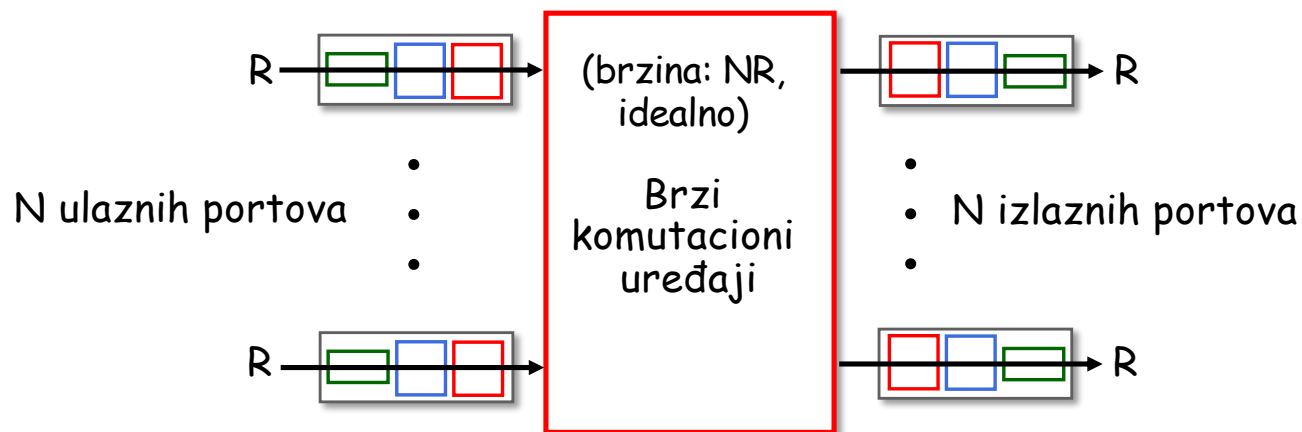 R
(brzina: NR,
idealno)
R
N ulaznih portova
Brzi
komutacioni
uređaji
N izlaznih portova
R
R